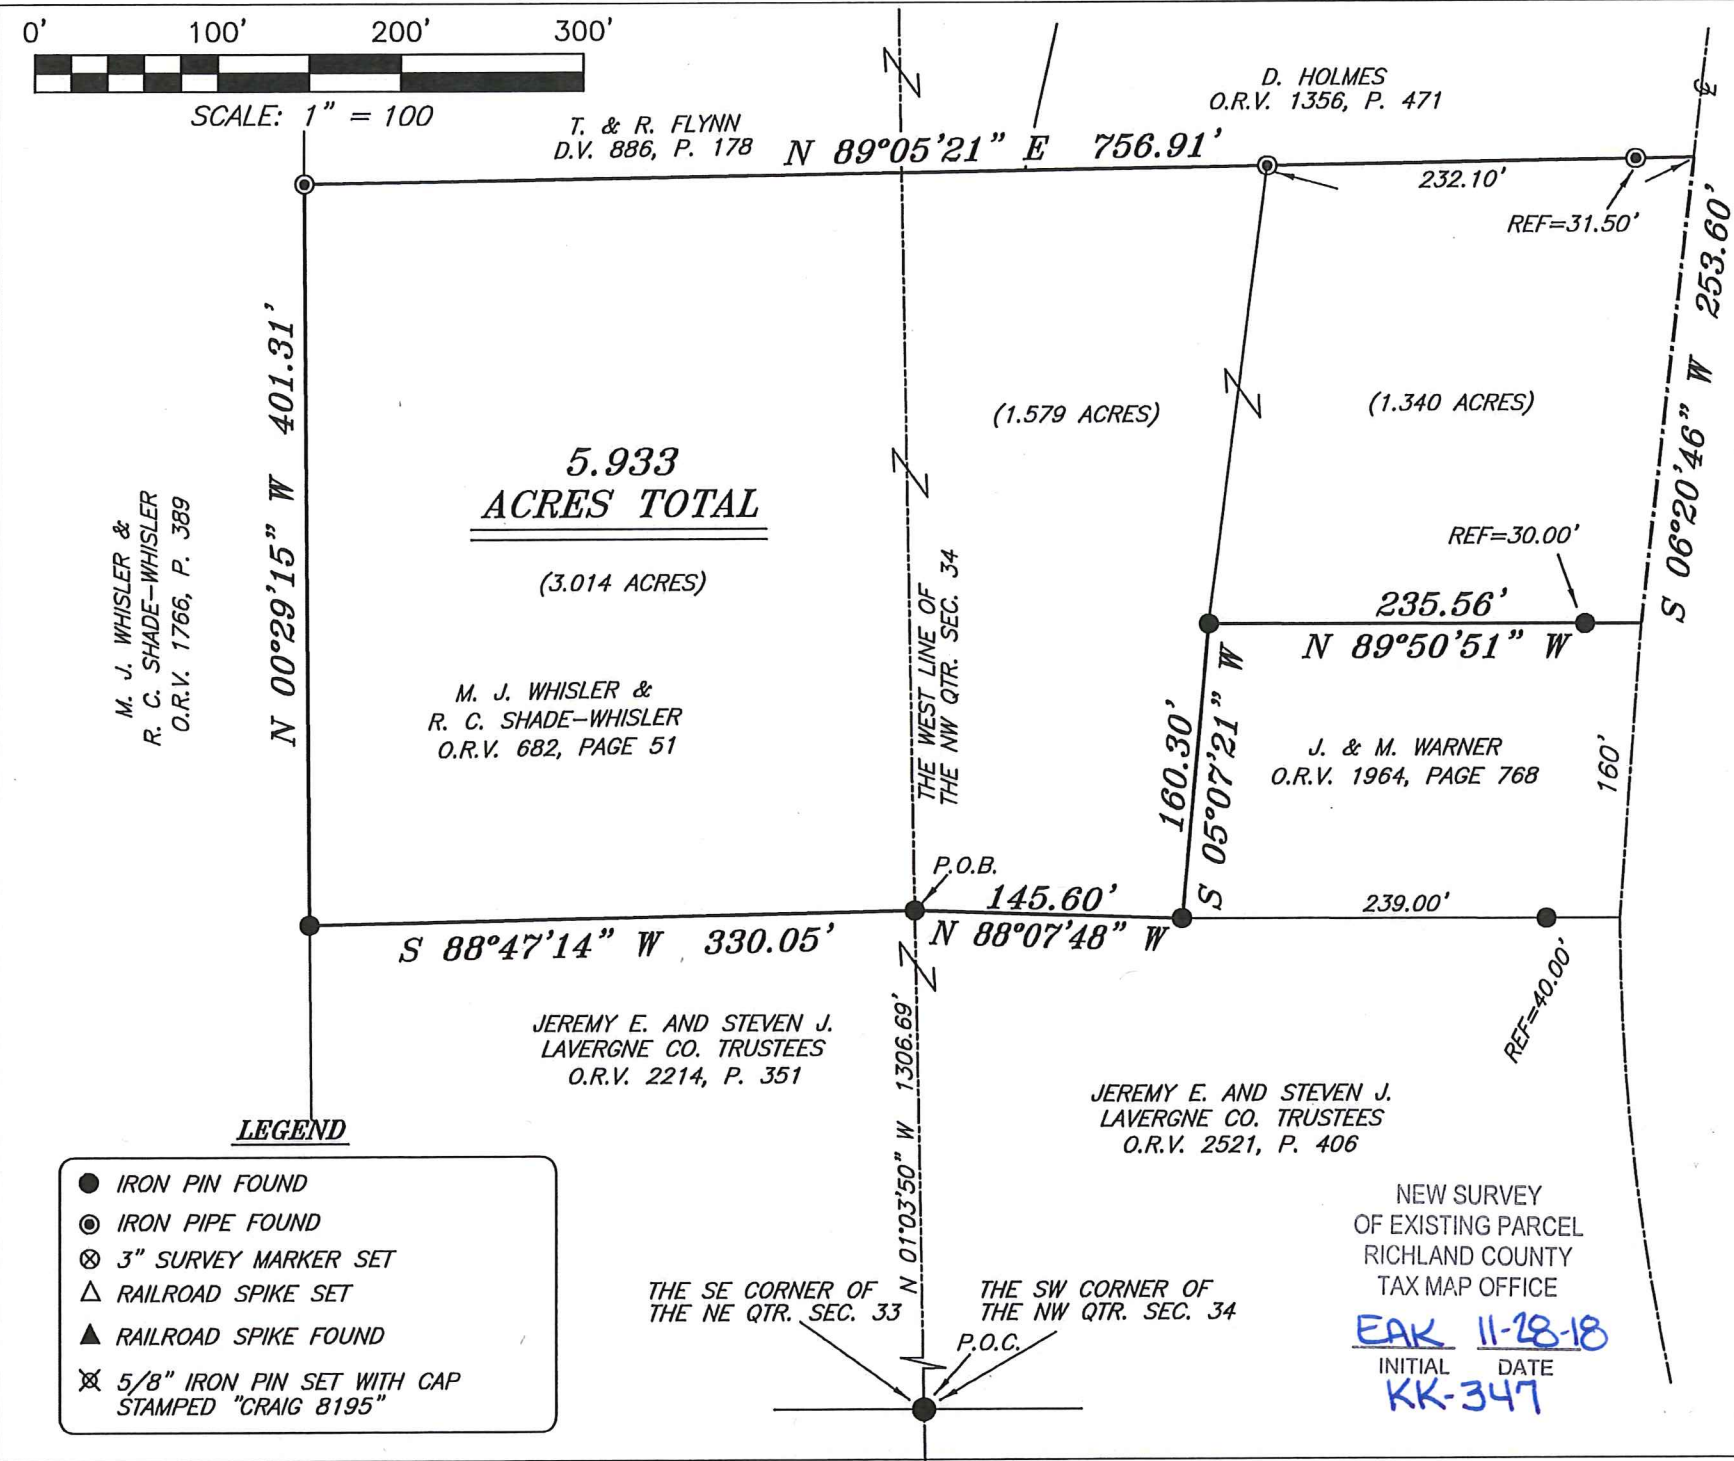 0' 100' 200' 300'
SCALE: 1" = 100
T. & R. FLYNN
D.V. 886, P. 178
N 89°05'21" E 756.91'
D. HOLMES
O.R.V. 1356, P. 471
232.10'
REF=31.50'
S 06°20'46" W 253.60'
N 00°29'15" W 401.31'
M. J. WHISLER &
R. C. SHADE-WHISLER
O.R.V. 1766, P. 389
5.933
ACRES TOTAL
(3.014 ACRES)
(1.579 ACRES)
(1.340 ACRES)
M. J. WHISLER &
R. C. SHADE-WHISLER
O.R.V. 682, PAGE 51
THE WEST LINE OF
THE NW QTR. SEC. 34
REF=30.00'
235.56'
N 89°50'51" W
160.30'
S 05°07'21" W
J. & M. WARNER
O.R.V. 1964, PAGE 768
160'
P.O.B.
145.60'
N 88°07'48" W
239.00'
S 88°47'14" W 330.05'
REF=40.00'
N 01°03'50" W 1306.69'
JEREMY E. AND STEVEN J.
LAVERGNE CO. TRUSTEES
O.R.V. 2214, P. 351
JEREMY E. AND STEVEN J.
LAVERGNE CO. TRUSTEES
O.R.V. 2521, P. 406
LEGEND
IRON PIN FOUND
IRON PIPE FOUND
3" SURVEY MARKER SET
RAILROAD SPIKE SET
RAILROAD SPIKE FOUND
5/8" IRON PIN SET WITH CAP
STAMPED "CRAIG 8195"
THE SE CORNER OF
THE NE QTR. SEC. 33
THE SW CORNER OF
THE NW QTR. SEC. 34
P.O.C.
NEW SURVEY
OF EXISTING PARCEL
RICHLAND COUNTY
TAX MAP OFFICE
EAK 11-28-18
INITIAL DATE
KK-347